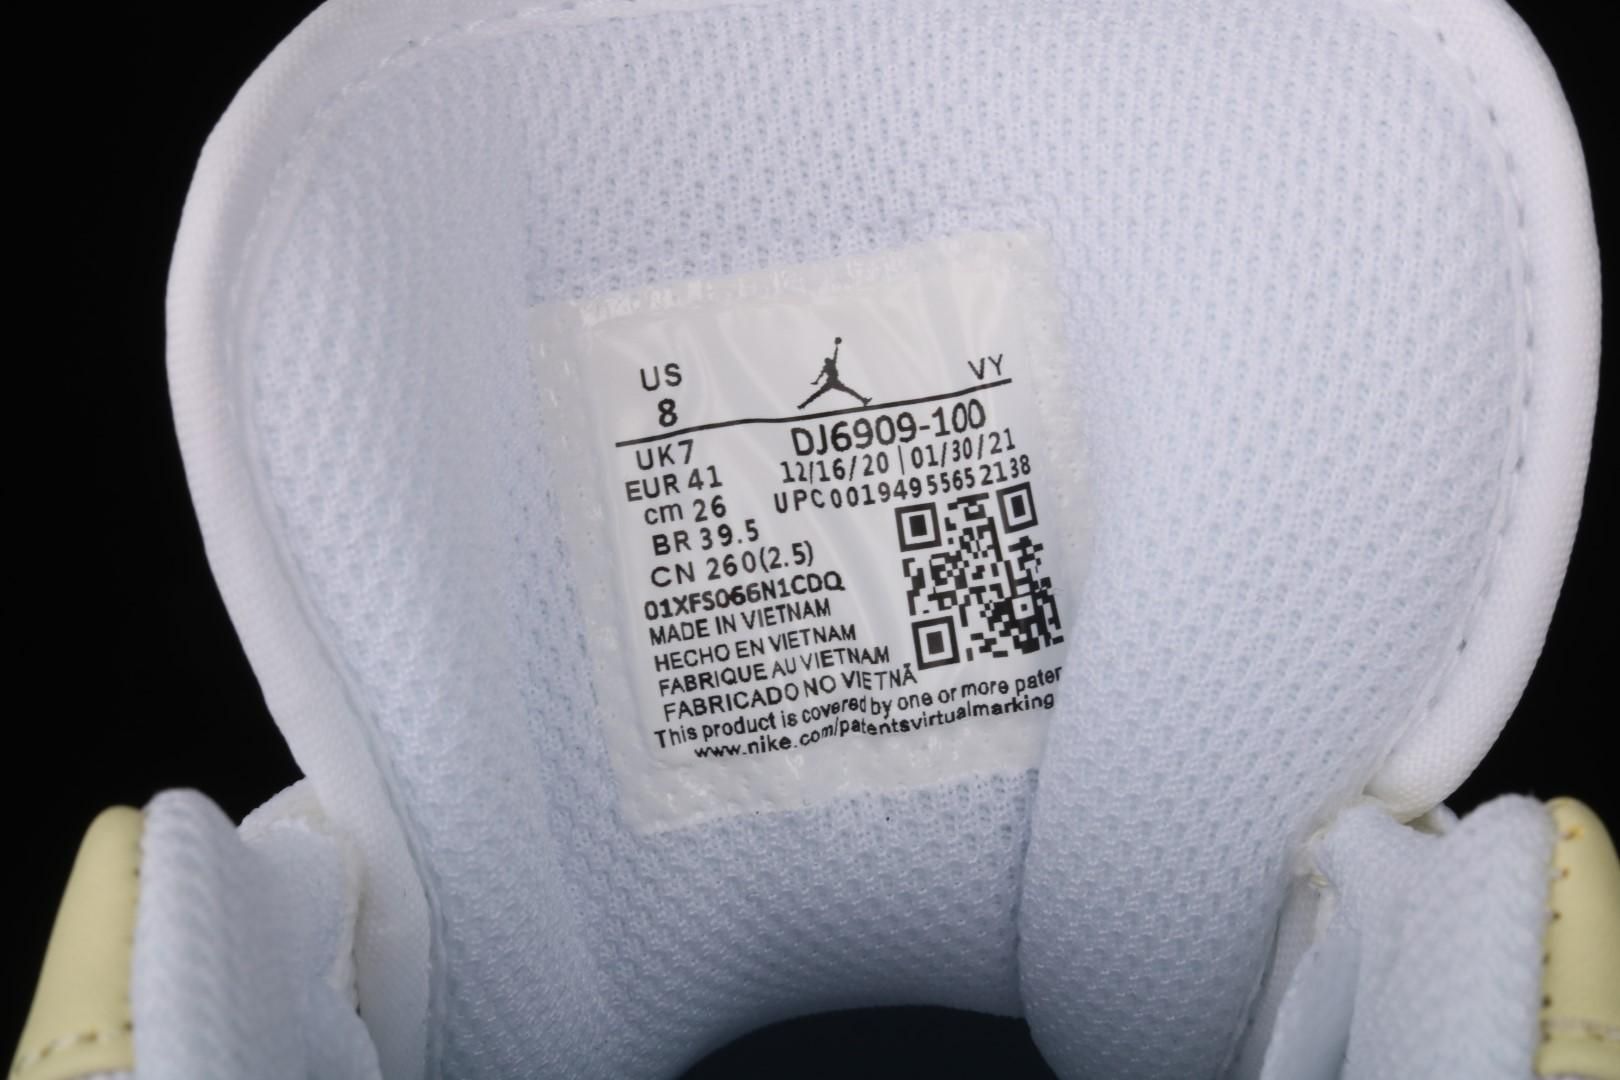 US VY
8
DJ6909-100
UK7
12/16/20 | 01/30/21
EUR 41
UPC 00194955652138
cm 26
BR 39.5
CN 260(2.5)
01XFS066N1CDQ
MADE IN VIETNAM
HECHO EN VIETNAM
FABRIQUE AU VIETNAM
FABRICADO NO VIETNÃ
This product is covered by one or more paten
www.nike.com/patentsvirtualmarking